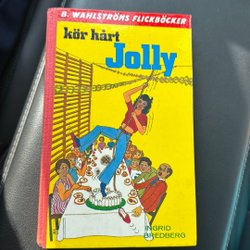 B. WAHLSTRÖMS FLICKBÖCKER
kör hårt
Jolly
INGRID
BREDBERG